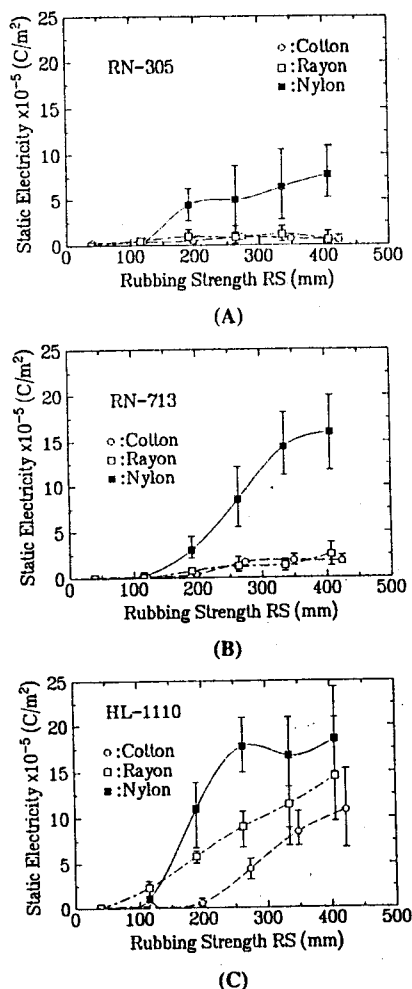 Static Electricity x10⁻⁵ (C/m²)
25
20
15
10
5
0
RN-305
:Cotton
:Rayon
:Nylon
0 100 200 300 400 500
Rubbing Strength RS (mm)
(A)
Static Electricity x10⁻⁵ (C/m²)
25
20
15
10
5
0
RN-713
:Cotton
:Rayon
:Nylon
0 100 200 300 400 500
Rubbing Strength RS (mm)
(B)
Static Electricity x10⁻⁵ (C/m²)
25
20
15
10
5
0
HL-1110
:Cotton
:Rayon
:Nylon
0 100 200 300 400 500
Rubbing Strength RS (mm)
(C)